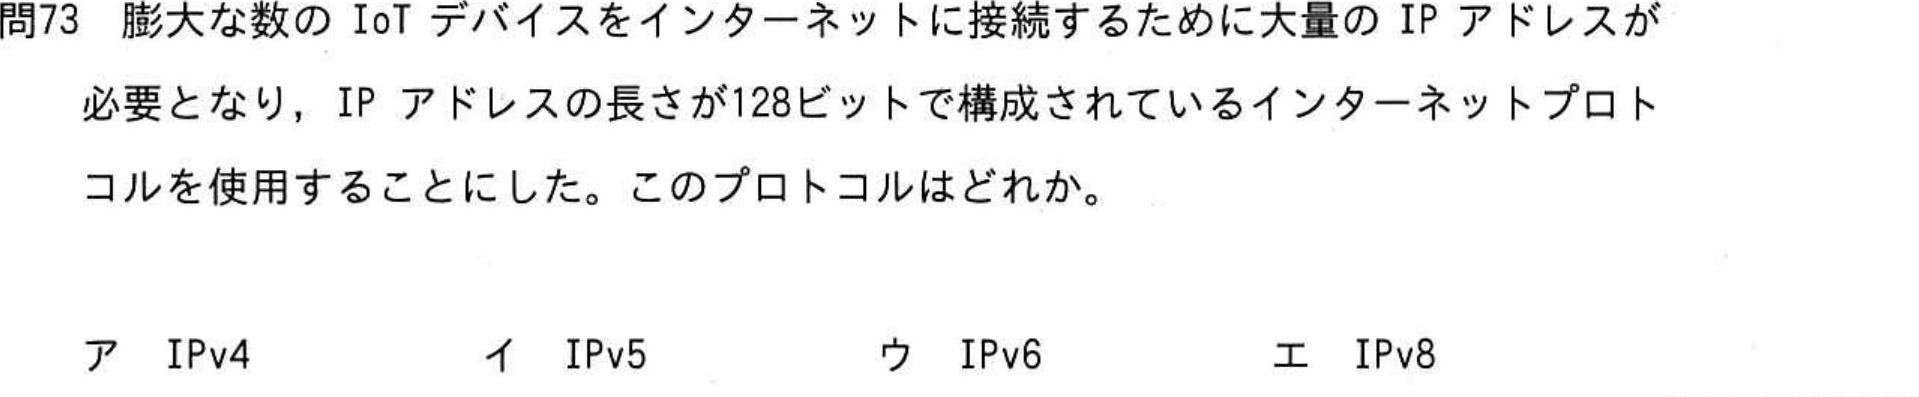 問73 膨大な数の IoT デバイスをインターネットに接続するために大量の IP アドレスが
必要となり，IP アドレスの長さが128ビットで構成されているインターネットプロト
コルを使用することにした。このプロトコルはどれか。
ア IPv4 イ IPv5 ウ IPv6 エ IPv8